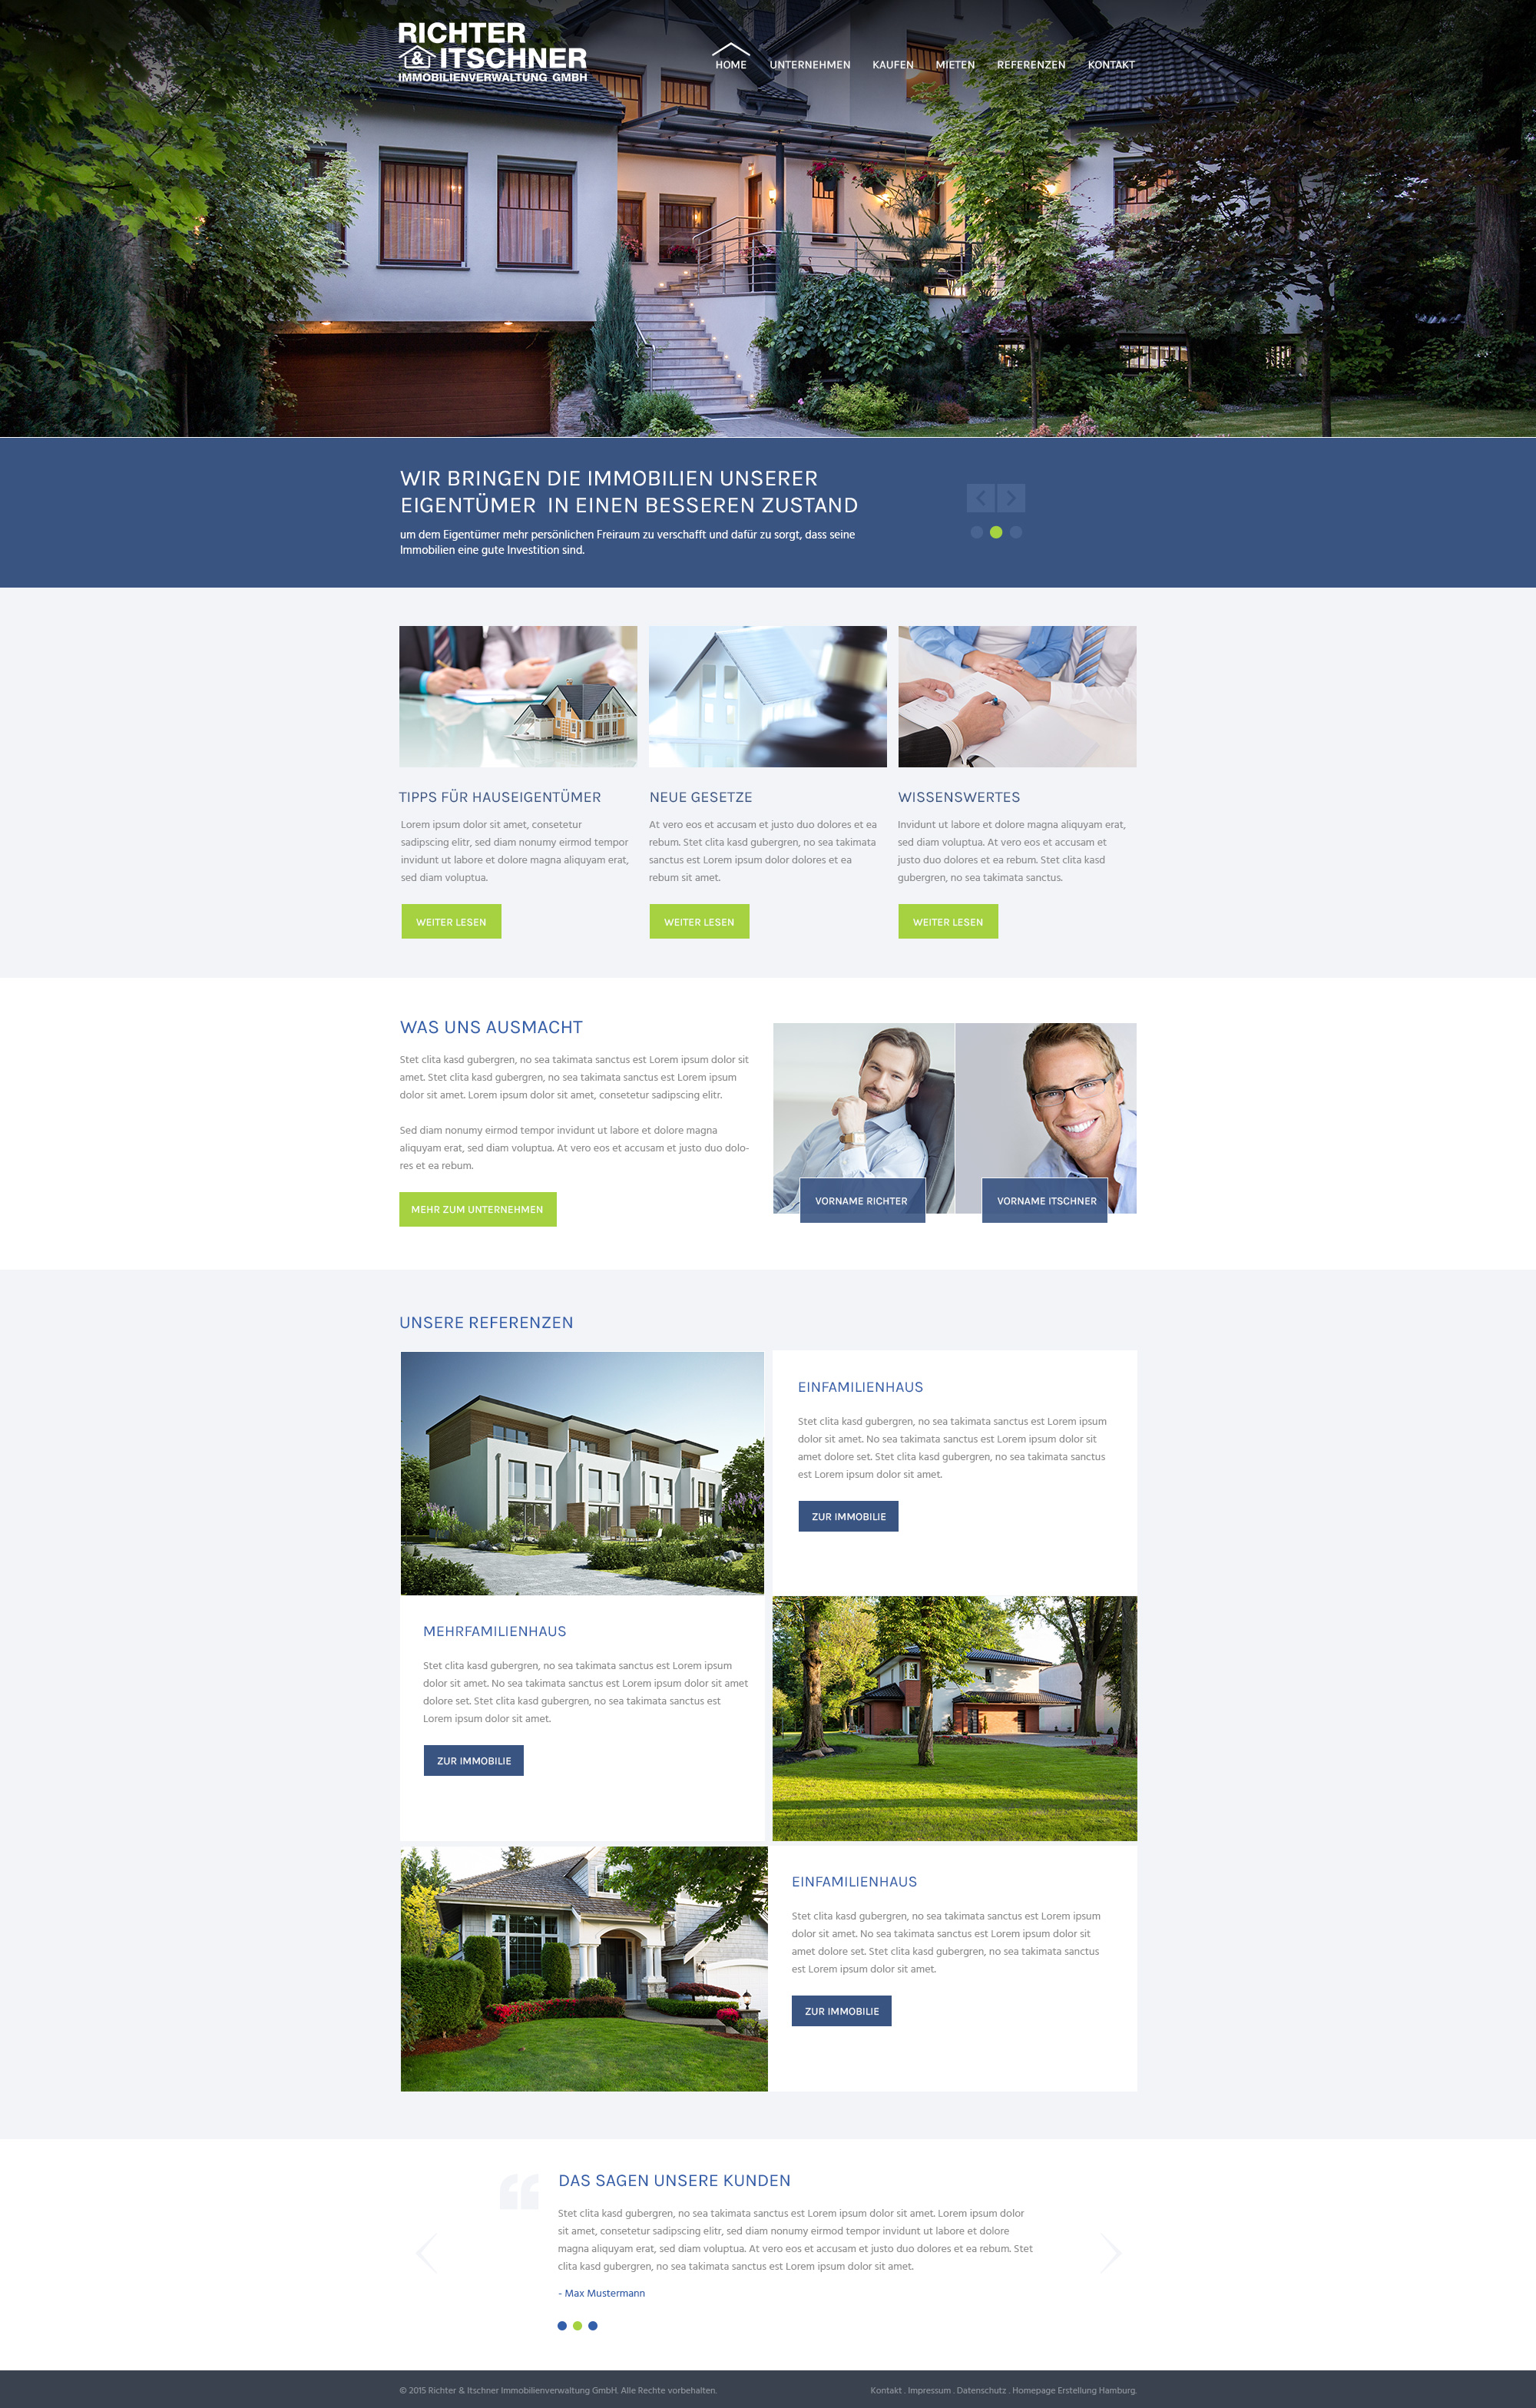 RICHTER
& ITSCHNER
IMMOBILIENVERWALTUNG GMBH
HOME UNTERNEHMEN KAUFEN MIETEN REFERENZEN KONTAKT
WIR BRINGEN DIE IMMOBILIEN UNSERER
EIGENTÜMER IN EINEN BESSEREN ZUSTAND
um dem Eigentümer mehr persönlichen Freiraum zu verschafft und dafür zu sorgt, dass seine
Immobilien eine gute Investition sind.
TIPPS FÜR HAUSEIGENTÜMER
Lorem ipsum dolor sit amet, consetetur
sadipscing elitr, sed diam nonumy eirmod tempor
invidunt ut labore et dolore magna aliquyam erat,
sed diam voluptua.
WEITER LESEN
NEUE GESETZE
At vero eos et accusam et justo duo dolores et ea
rebum. Stet clita kasd gubergren, no sea takimata
sanctus est Lorem ipsum dolor dolores et ea
rebum sit amet.
WEITER LESEN
WISSENSWERTES
Invidunt ut labore et dolore magna aliquyam erat,
sed diam voluptua. At vero eos et accusam et
justo duo dolores et ea rebum. Stet clita kasd
gubergren, no sea takimata sanctus.
WEITER LESEN
WAS UNS AUSMACHT
Stet clita kasd gubergren, no sea takimata sanctus est Lorem ipsum dolor sit
amet. Stet clita kasd gubergren, no sea takimata sanctus est Lorem ipsum
dolor sit amet. Lorem ipsum dolor sit amet, consetetur sadipscing elitr.
Sed diam nonumy eirmod tempor invidunt ut labore et dolore magna
aliquyam erat, sed diam voluptua. At vero eos et accusam et justo duo dolo-
res et ea rebum.
MEHR ZUM UNTERNEHMEN
VORNAME RICHTER
VORNAME ITSCHNER
UNSERE REFERENZEN
EINFAMILIENHAUS
Stet clita kasd gubergren, no sea takimata sanctus est Lorem ipsum
dolor sit amet. No sea takimata sanctus est Lorem ipsum dolor sit
amet dolore set. Stet clita kasd gubergren, no sea takimata sanctus
est Lorem ipsum dolor sit amet.
ZUR IMMOBILIE
MEHRFAMILIENHAUS
Stet clita kasd gubergren, no sea takimata sanctus est Lorem ipsum
dolor sit amet. No sea takimata sanctus est Lorem ipsum dolor sit amet
dolore set. Stet clita kasd gubergren, no sea takimata sanctus est
Lorem ipsum dolor sit amet.
ZUR IMMOBILIE
EINFAMILIENHAUS
Stet clita kasd gubergren, no sea takimata sanctus est Lorem ipsum
dolor sit amet. No sea takimata sanctus est Lorem ipsum dolor sit
amet dolore set. Stet clita kasd gubergren, no sea takimata sanctus
est Lorem ipsum dolor sit amet.
ZUR IMMOBILIE
DAS SAGEN UNSERE KUNDEN
Stet clita kasd gubergren, no sea takimata sanctus est Lorem ipsum dolor sit amet. Lorem ipsum dolor
sit amet, consetetur sadipscing elitr, sed diam nonumy eirmod tempor invidunt ut labore et dolore
magna aliquyam erat, sed diam voluptua. At vero eos et accusam et justo duo dolores et ea rebum. Stet
clita kasd gubergren, no sea takimata sanctus est Lorem ipsum dolor sit amet.
- Max Mustermann
© 2015 Richter & Itschner Immobilienverwaltung GmbH. Alle Rechte vorbehalten.
Kontakt . Impressum . Datenschutz . Homepage Erstellung Hamburg.